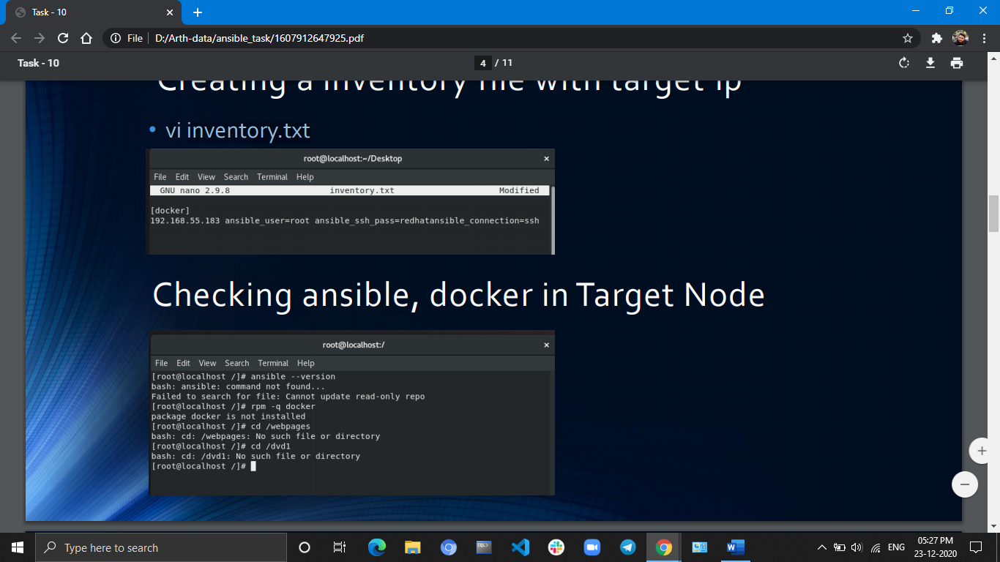 Task - 10
File D:/Arth-data/ansible_task/1607912647925.pdf
Task - 10
4 / 11
Creating a inventory file with target ip
• vi inventory.txt
root@localhost:~/Desktop
File Edit View Search Terminal Help
GNU nano 2.9.8 inventory.txt Modified
[docker]
192.168.55.183 ansible_user=root ansible_ssh_pass=redhatansible_connection=ssh
Checking ansible, docker in Target Node
root@localhost:/
File Edit View Search Terminal Help
[root@localhost /]# ansible --version
bash: ansible: command not found...
Failed to search for file: Cannot update read-only repo
[root@localhost /]# rpm -q docker
package docker is not installed
[root@localhost /]# cd /webpages
bash: cd: /webpages: No such file or directory
[root@localhost /]# cd /dvd1
bash: cd: /dvd1: No such file or directory
[root@localhost /]#
Type here to search
SQL>
ENG
05:27 PM
23-12-2020